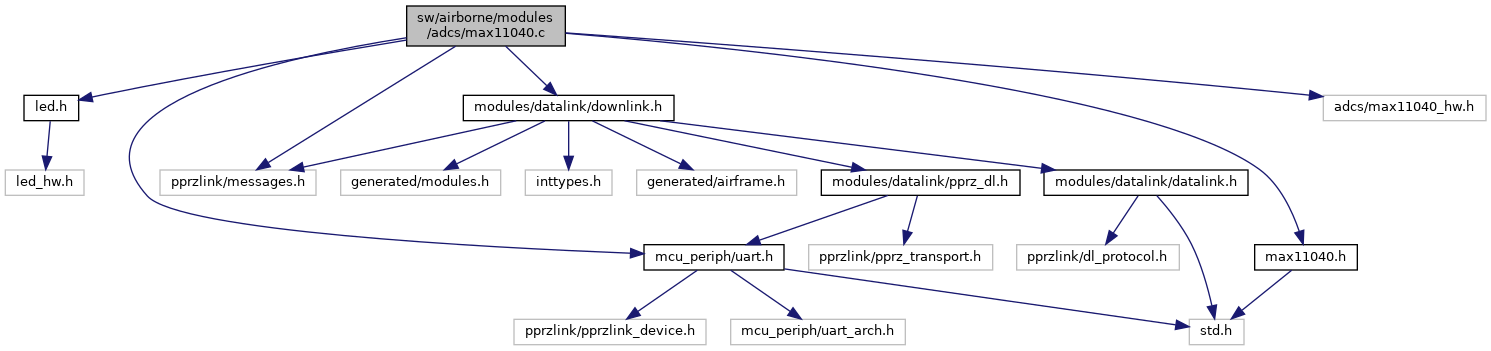 sw/airborne/modules
/adcs/max11040.c
led.h
modules/datalink/downlink.h
adcs/max11040_hw.h
led_hw.h
pprzlink/messages.h
generated/modules.h
inttypes.h
generated/airframe.h
modules/datalink/pprz_dl.h
modules/datalink/datalink.h
mcu_periph/uart.h
pprzlink/pprz_transport.h
pprzlink/dl_protocol.h
max11040.h
pprzlink/pprzlink_device.h
mcu_periph/uart_arch.h
std.h